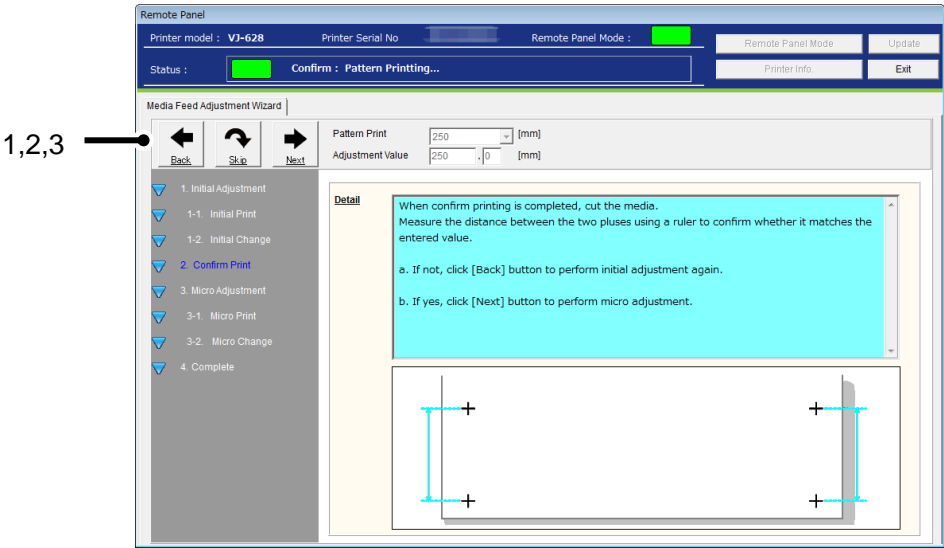 Remote Panel
Printer model : VJ-628 Printer Serial No Remote Panel Mode :
Remote Panel Mode Update
Status : Confirm : Pattern Printting...
Printer Info. Exit
Media Feed Adjustment Wizard
1,2,3
Back Skip Next
Pattern Print 250 [mm]
Adjustment Value 250 . 0 [mm]
1. Initial Adjustment
1-1. Initial Print
1-2. Initial Change
2. Confirm Print
3. Micro Adjustment
3-1. Micro Print
3-2. Micro Change
4. Complete
Detail
When confirm printing is completed, cut the media.
Measure the distance between the two pluses using a ruler to confirm whether it matches the
entered value.
a. If not, click [Back] button to perform initial adjustment again.
b. If yes, click [Next] button to perform micro adjustment.